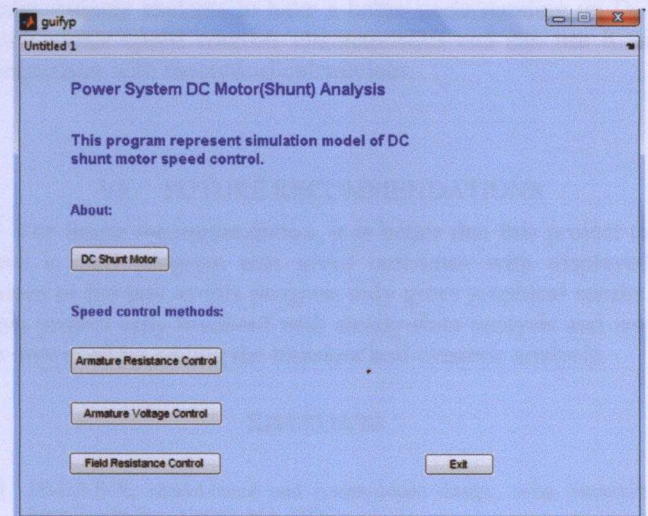 guifyp
Untitled 1
Power System DC Motor(Shunt) Analysis
This program represent simulation model of DC
shunt motor speed control.
About:
DC Shunt Motor
Speed control methods:
Armature Resistance Control
Armature Voltage Control
Field Resistance Control
Exit